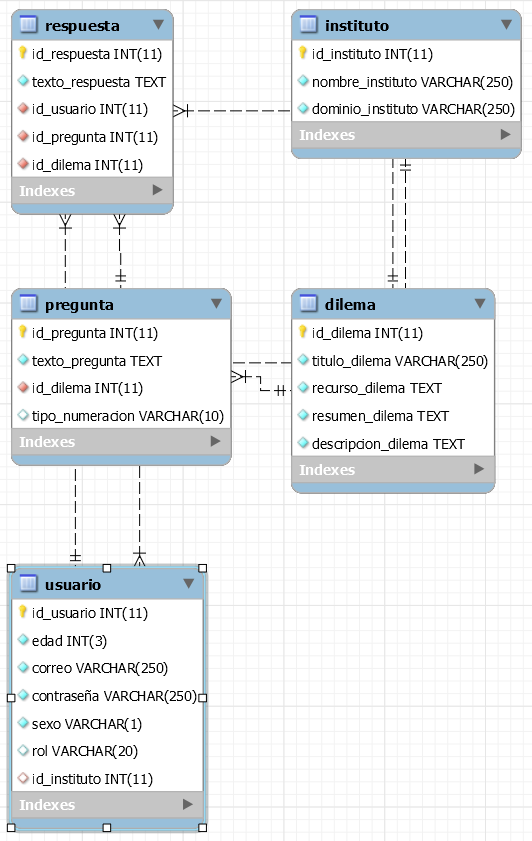 respuesta
id_respuesta INT(11)
texto_respuesta TEXT
id_usuario INT(11)
id_pregunta INT(11)
id_dilema INT(11)
Indexes
instituto
id_instituto INT(11)
nombre_instituto VARCHAR(250)
dominio_instituto VARCHAR(250)
Indexes
pregunta
id_pregunta INT(11)
texto_pregunta TEXT
id_dilema INT(11)
tipo_numeracion VARCHAR(10)
Indexes
dilema
id_dilema INT(11)
titulo_dilema VARCHAR(250)
recurso_dilema TEXT
resumen_dilema TEXT
descripcion_dilema TEXT
Indexes
usuario
id_usuario INT(11)
edad INT(3)
correo VARCHAR(250)
contraseña VARCHAR(250)
sexo VARCHAR(1)
rol VARCHAR(20)
id_instituto INT(11)
Indexes